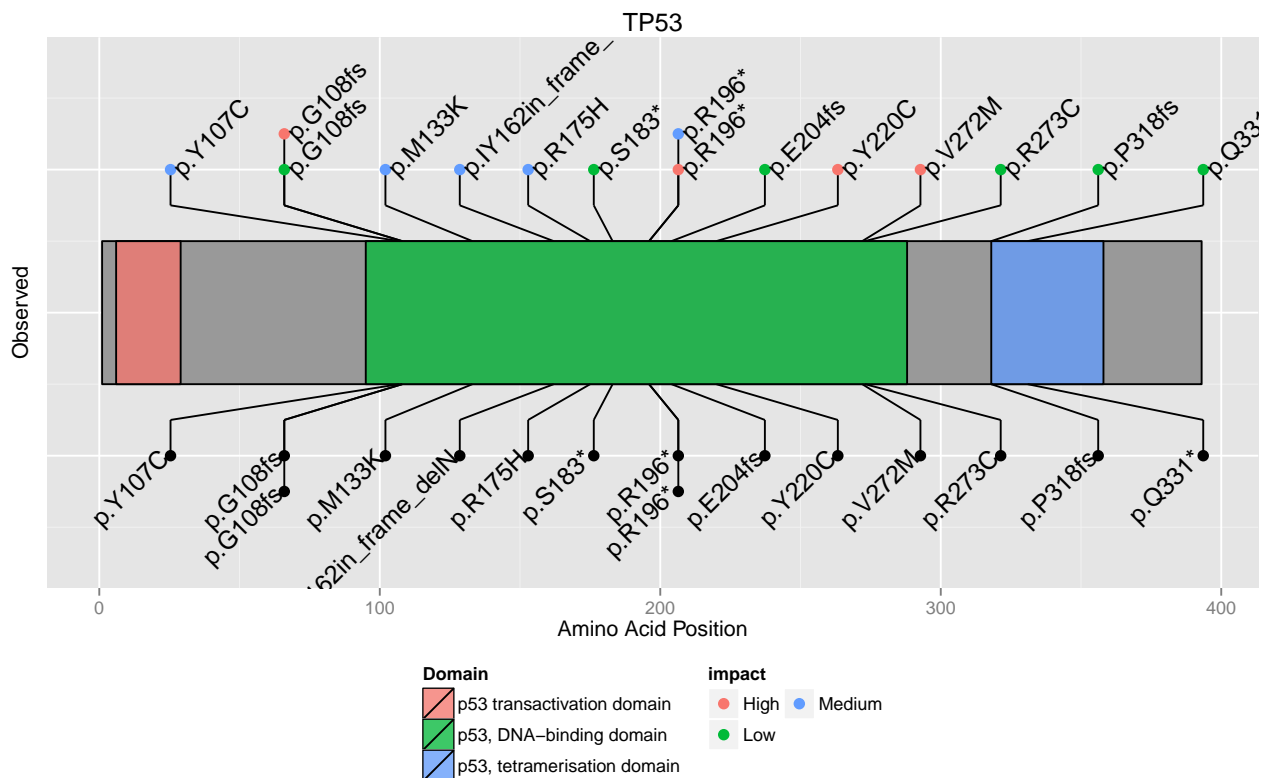 TP53
p.Y107C
p.G108fs
p.G108fs
p.M133K
p.IY162in_frame_
p.R175H
p.S183*
p.R196*
p.R196*
p.E204fs
p.Y220C
p.V272M
p.R273C
p.P318fs
p.Q331
Observed
p.Y107C
p.G108fs
p.G108fs
p.M133K
162in_frame_delN
p.R175H
p.S183*
p.R196*
p.R196*
p.E204fs
p.Y220C
p.V272M
p.R273C
p.P318fs
p.Q331*
0 100 200 300 400
Amino Acid Position
Domain
p53 transactivation domain
p53, DNA−binding domain
p53, tetramerisation domain
impact
High Medium
Low